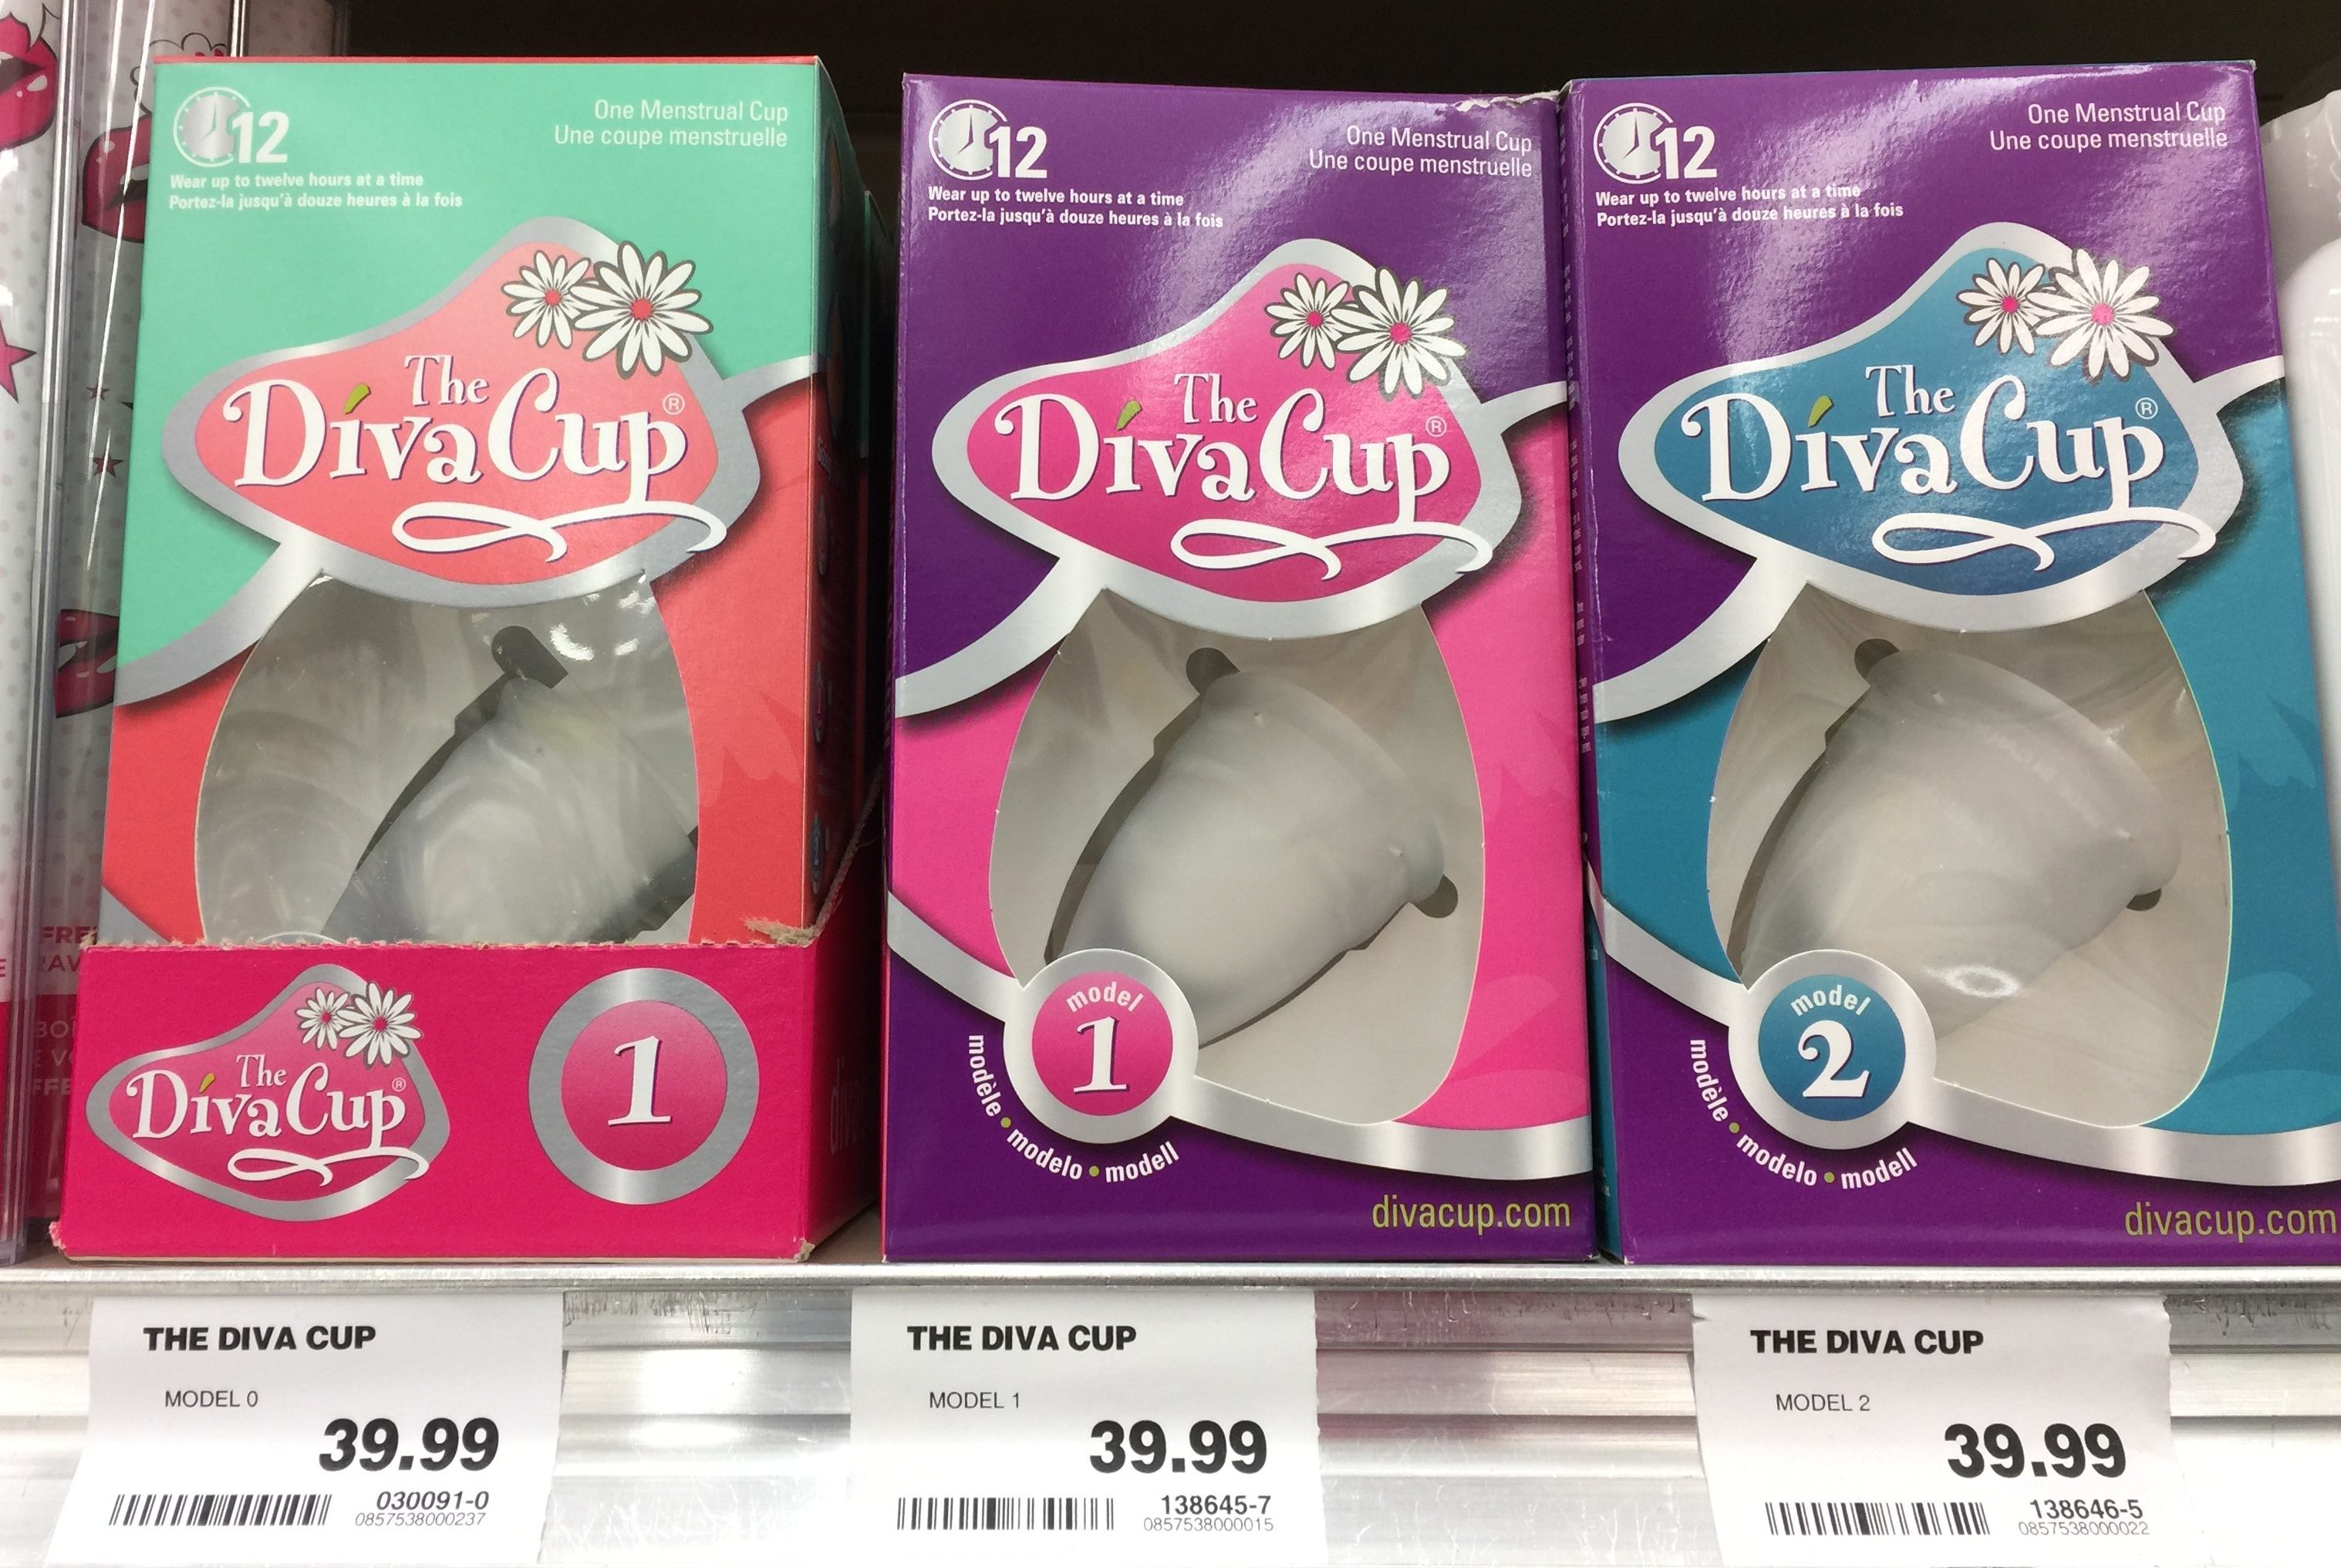 12
One Menstrual Cup
Une coupe menstruelle
Wear up to twelve hours at a time
Portez-la jusqu'à douze heures à la fois
The
DivaCup®
The
DivaCup®
1
12
One Menstrual Cup
Une coupe menstruelle
Wear up to twelve hours at a time
Portez-la jusqu'à douze heures à la fois
The
DivaCup®
model
1
modèle • modelo • modell
divacup.com
12
One Menstrual Cup
Une coupe menstruelle
Wear up to twelve hours at a time
Portez-la jusqu'à douze heures à la fois
The
DivaCup®
model
2
modèle • modelo • modell
divacup.com
THE DIVA CUP
MODEL 0
39.99
030091-0
0857538000237
THE DIVA CUP
MODEL 1
39.99
138645-7
0857538000015
THE DIVA CUP
MODEL 2
39.99
138646-5
0857538000022